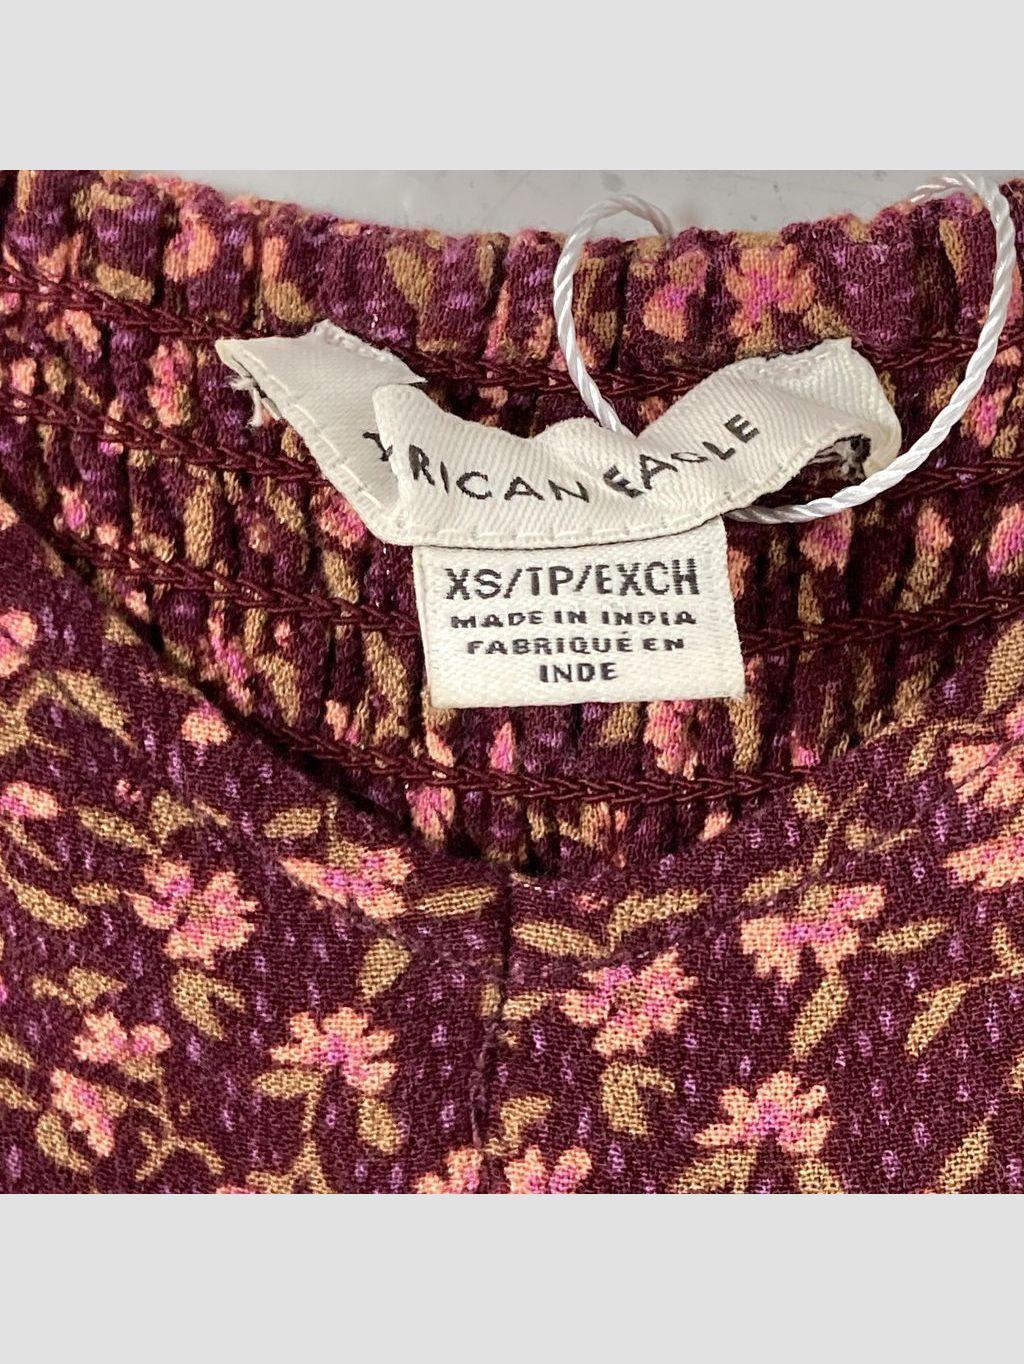 RICAN EAGLE
XS/TP/EXCH
MADE IN INDIA
FABRIQUÉ EN
INDE